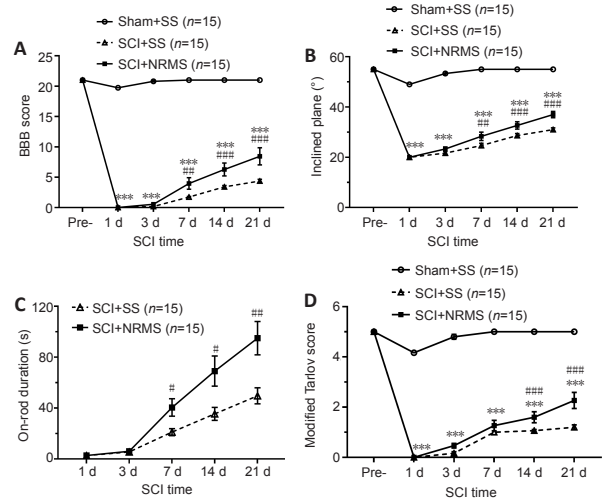 A
Sham+SS (n=15)
SCI+SS (n=15)
SCI+NRMS (n=15)
BBB score
25
20
15
10
5
0
***
***
***
##
***
###
***
###
Pre- 1 d 3 d 7 d 14 d 21 d
SCI time
B
Sham+SS (n=15)
SCI+SS (n=15)
SCI+NRMS (n=15)
Inclined plane (°)
60
40
20
0
***
***
***
##
***
###
***
###
Pre- 1 d 3 d 7 d 14 d 21 d
SCI time
C
SCI+SS (n=15)
SCI+NRMS (n=15)
On-rod duration (s)
120
80
40
0
#
#
##
1 d 3 d 7 d 14 d 21 d
SCI time
D
Sham+SS (n=15)
SCI+SS (n=15)
SCI+NRMS (n=15)
Modified Tarlov score
6
4
2
0
***
***
***
###
***
###
***
Pre- 1 d 3 d 7 d 14 d 21 d
SCI time